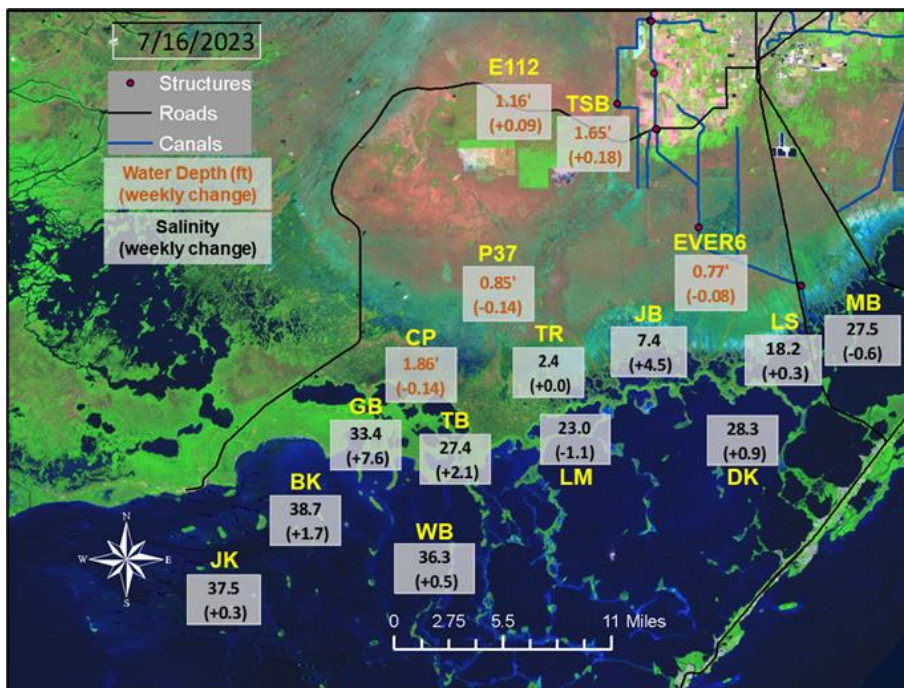 7/16/2023
Structures
Roads
Canals
Water Depth (ft)
(weekly change)
Salinity
(weekly change)
E112
1.16'
(+0.09)
TSB
1.65'
(+0.18)
P37
0.85'
(-0.14)
EVER6
0.77'
(-0.08)
MB
27.5
(-0.6)
LS
18.2
(+0.3)
JB
7.4
(+4.5)
TR
2.4
(+0.0)
CP
1.86'
(-0.14)
GB
33.4
(+7.6)
TB
27.4
(+2.1)
23.0
(-1.1)
LM
28.3
(+0.9)
DK
BK
38.7
(+1.7)
WB
36.3
(+0.5)
JK
37.5
(+0.3)
N
W E
S
0 2.75 5.5 11 Miles